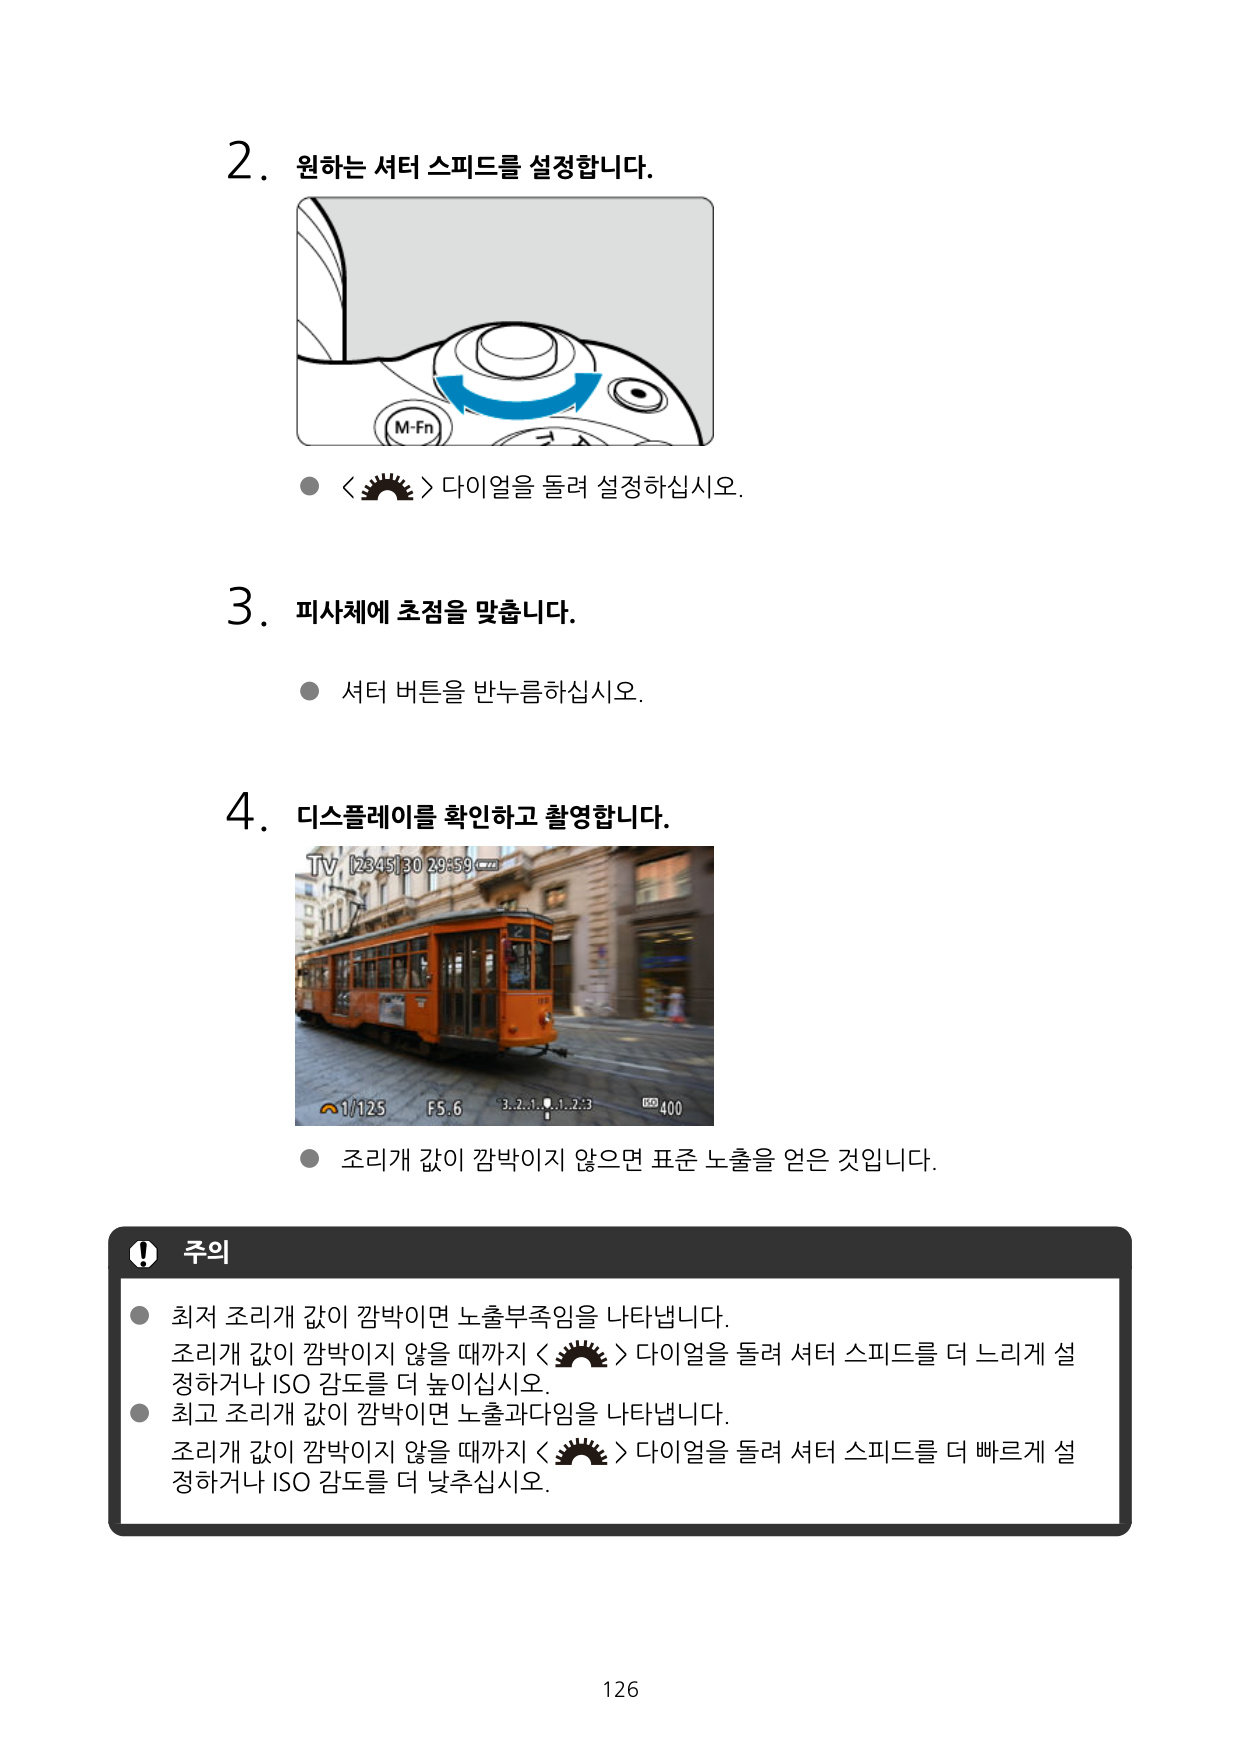 2. 원하는 셔터 스피드를 설정합니다.
M-Fn
Tv
● < > 다이얼을 돌려 설정하십시오.
3. 피사체에 초점을 맞춥니다.
● 셔터 버튼을 반누름하십시오.
4. 디스플레이를 확인하고 촬영합니다.
Tv [2345]30 29:59
2
1/125 F5.6 3..2..1..0..1..2..3 ISO 400
● 조리개 값이 깜박이지 않으면 표준 노출을 얻은 것입니다.
주의
● 최저 조리개 값이 깜박이면 노출부족임을 나타냅니다.
조리개 값이 깜박이지 않을 때까지 < > 다이얼을 돌려 셔터 스피드를 더 느리게 설
정하거나 ISO 감도를 더 높이십시오.
● 최고 조리개 값이 깜박이면 노출과다임을 나타냅니다.
조리개 값이 깜박이지 않을 때까지 < > 다이얼을 돌려 셔터 스피드를 더 빠르게 설
정하거나 ISO 감도를 더 낮추십시오.
126